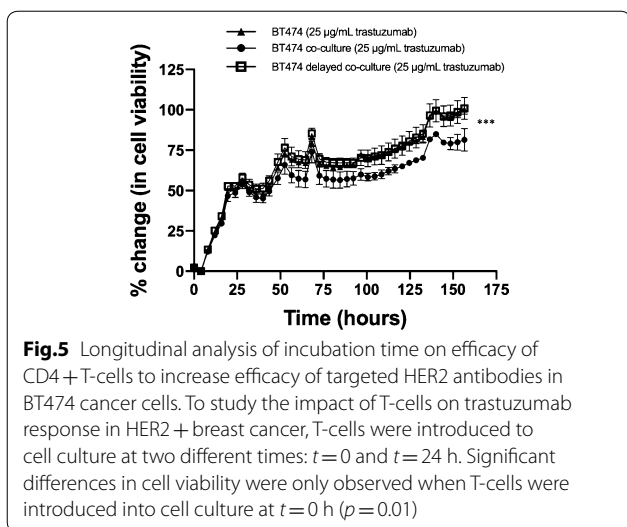 BT474 (25 µg/mL trastuzumab)
BT474 co-culture (25 µg/mL trastuzumab)
BT474 delayed co-culture (25 µg/mL trastuzumab)
% change (in cell viability)
125
100
75
50
25
0
***
0 25 50 75 100 125 150 175
Time (hours)
Fig.5 Longitudinal analysis of incubation time on efficacy of
CD4+T-cells to increase efficacy of targeted HER2 antibodies in
BT474 cancer cells. To study the impact of T-cells on trastuzumab
response in HER2+breast cancer, T-cells were introduced to
cell culture at two different times: t=0 and t=24 h. Significant
differences in cell viability were only observed when T-cells were
introduced into cell culture at t=0 h (p=0.01)